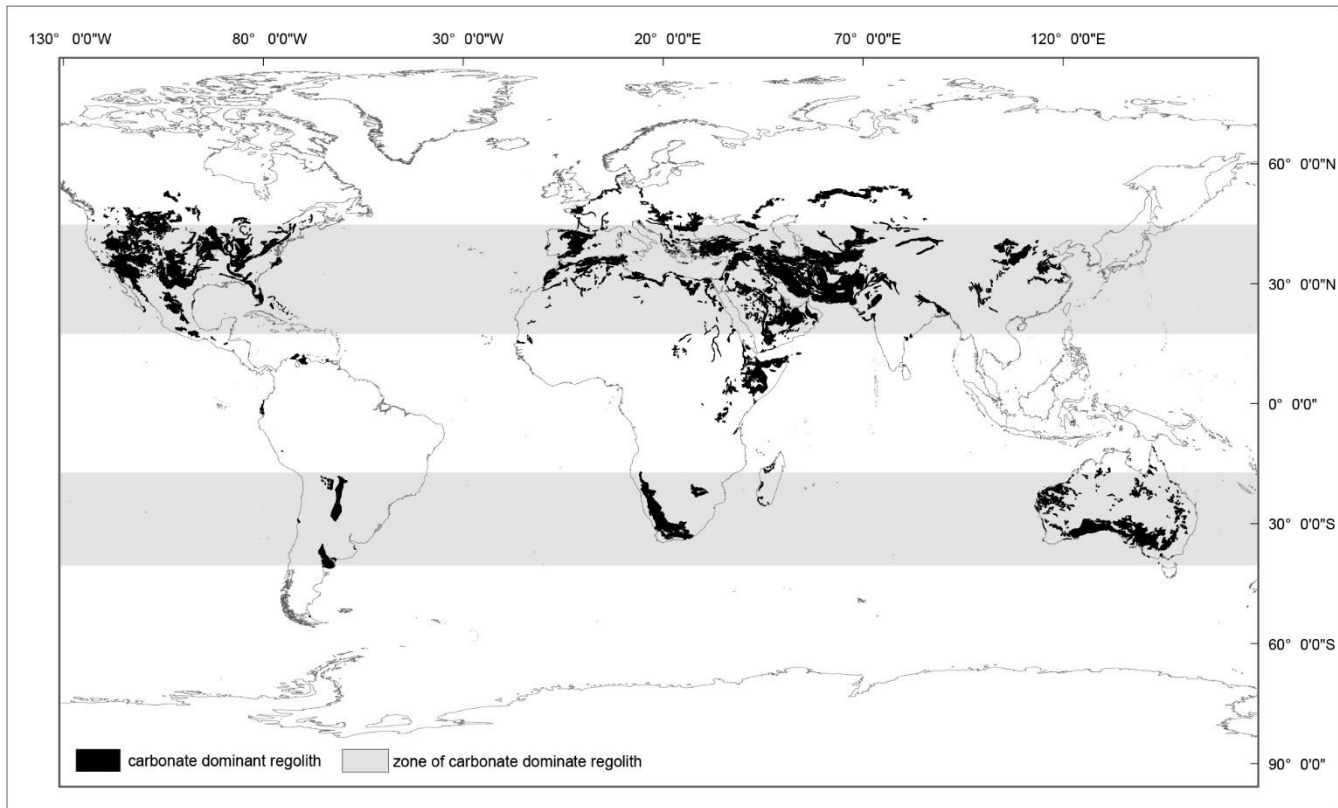 130° 0'0"W 80° 0'0"W 30° 0'0"W 20° 0'0"E 70° 0'0"E 120° 0'0"E
60° 0'0"N
30° 0'0"N
0° 0'0"
30° 0'0"S
60° 0'0"S
90° 0'0"
carbonate dominant regolith zone of carbonate dominate regolith